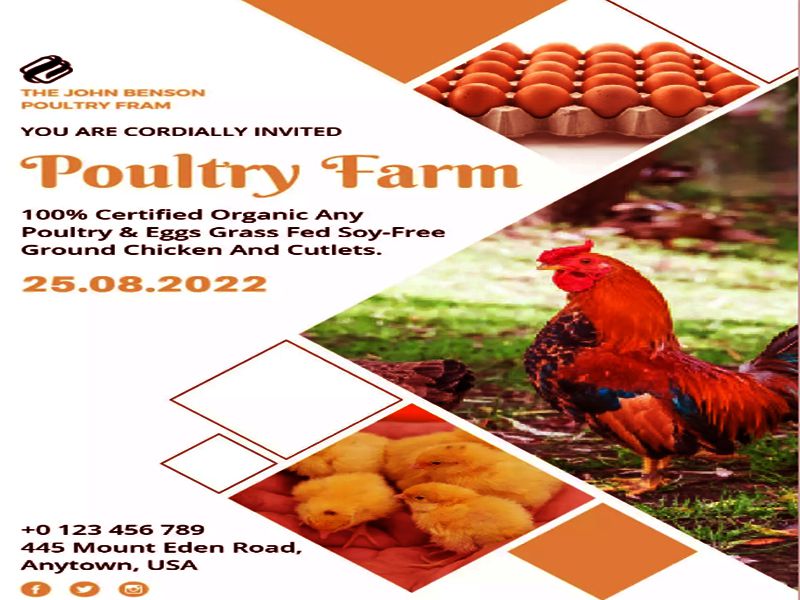 THE JOHN BENSON
POULTRY FRAM
YOU ARE CORDIALLY INVITED
Poultry Farm
100% Certified Organic Any
Poultry & Eggs Grass Fed Soy-Free
Ground Chicken And Cutlets.
25.08.2022
+0 123 456 789
445 Mount Eden Road,
Anytown, USA